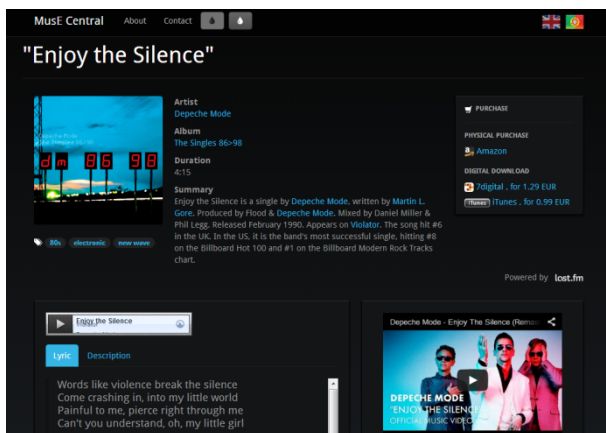 MusE Central About Contact
"Enjoy the Silence"
dm 86 98
80s electronic new wave
Artist
Depeche Mode
Album
The Singles 86>98
Duration
4:15
Summary
Enjoy the Silence is a single by Depeche Mode, written by Martin L.
Gore. Produced by Flood & Depeche Mode. Mixed by Daniel Miller &
Phil Legg. Released February 1990. Appears on Violator. The song hit #6
in the UK. In the US, it is the band's most successful single, hitting #8
on the Billboard Hot 100 and #1 on the Billboard Modern Rock Tracks
chart.
PURCHASE
PHYSICAL PURCHASE
a Amazon
DIGITAL DOWNLOAD
7 7digital , for 1.29 EUR
iTunes iTunes , for 0.99 EUR
Powered by lost.fm
Enjoy the Silence
Lyric Description
Words like violence break the silence
Come crashing in, into my little world
Painful to me, pierce right through me
Can't you understand, oh, my little girl
Depeche Mode - Enjoy The Silence (Remas
DEPECHE MODE
"ENJOY THE SILENCE"
OFFICIAL MUSIC VIDEO